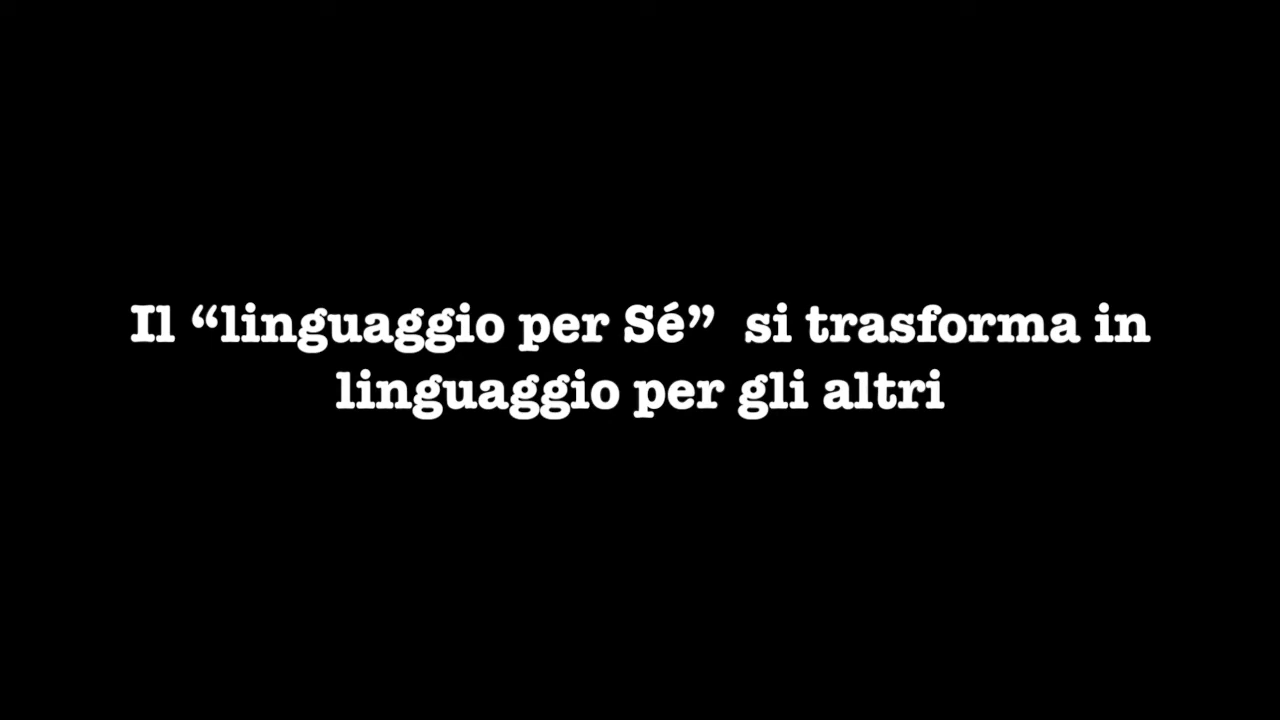 Il “linguaggio per Sé”  si trasforma in
linguaggio per gli altri